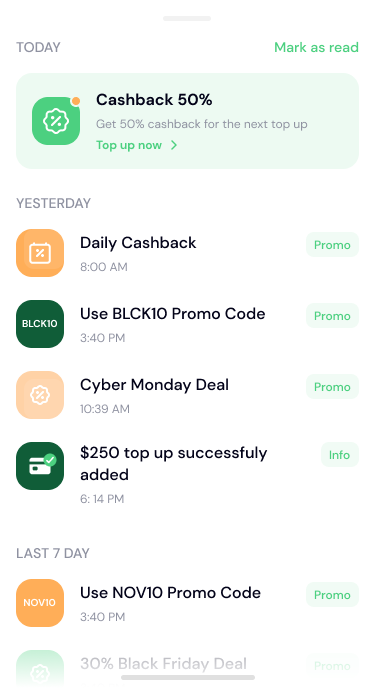 TODAY
Mark as read
Cashback 50%
Get 50% cashback for the next top up
Top up now
YESTERDAY
Daily Cashback
Promo
8:00 AM
BLCK10
Use BLCK10 Promo Code
Promo
3:40 PM
Cyber Monday Deal
Promo
10:39 AM
$250 top up successfuly
added
Info
6: 14 PM
LAST 7 DAY
NOV10
Use NOV10 Promo Code
Promo
3:40 PM
30% Black Friday Deal
Promo